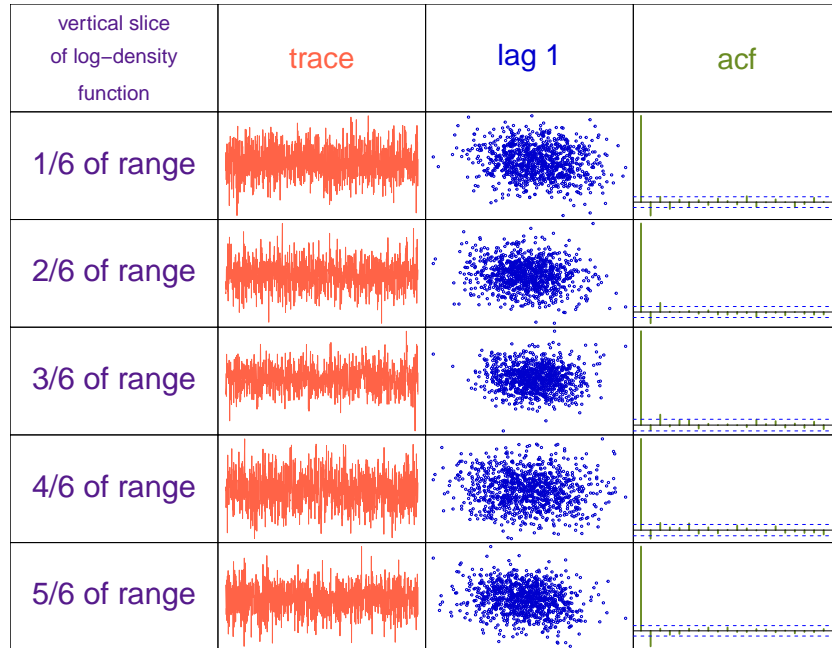 vertical slice
of log−density
function
trace
lag 1
acf
1/6 of range
2/6 of range
3/6 of range
4/6 of range
5/6 of range